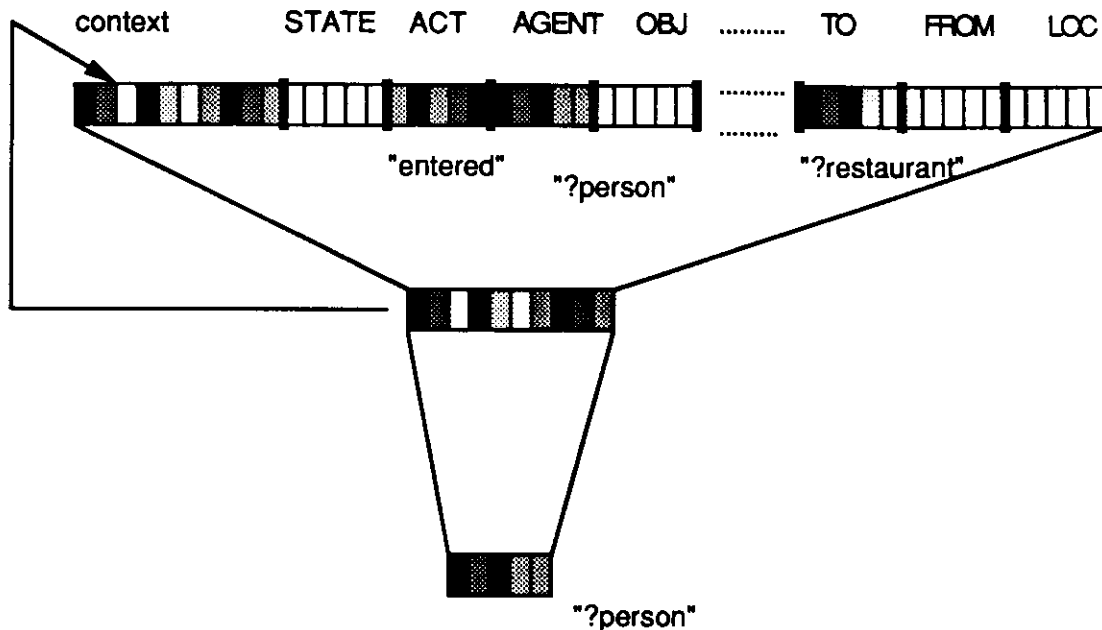 context STATE ACT AGENT OBJ .......... TO FROM LOC
..........
..........
"entered" "?restaurant"
"?person"
"?person"